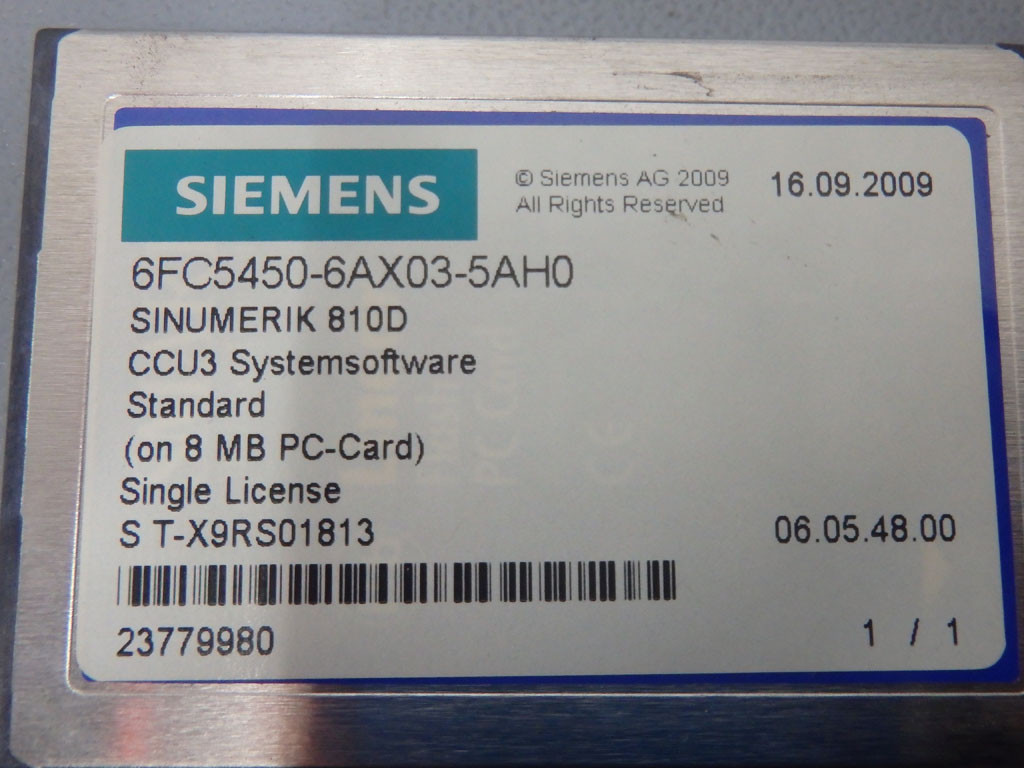 SIEMENS
© Siemens AG 2009
All Rights Reserved
16.09.2009
6FC5450-6AX03-5AH0
SINUMERIK 810D
CCU3 Systemsoftware
Standard
(on 8 MB PC-Card)
Single License
S T-X9RS01813
06.05.48.00
23779980
1 / 1